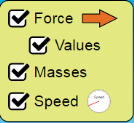 Force
Values
Masses
Speed